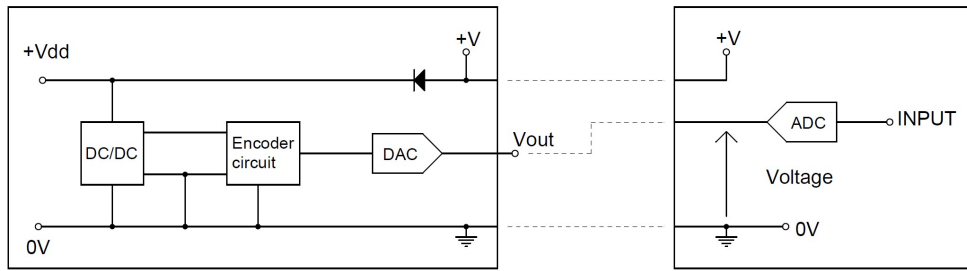 +Vdd
+V
DC/DC
Encoder
circuit
DAC
Vout
0V
+V
ADC
INPUT
Voltage
0V